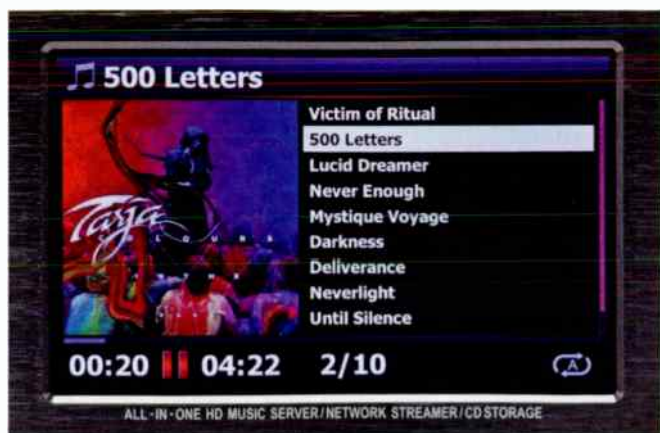 500 Letters
Victim of Ritual
500 Letters
Lucid Dreamer
Never Enough
Mystique Voyage
Darkness
Deliverance
Neverlight
Until Silence
Tarja
00:20 04:22 2/10 A
ALL-IN-ONE HD MUSIC SERVER/NETWORK STREAMER/CD STORAGE